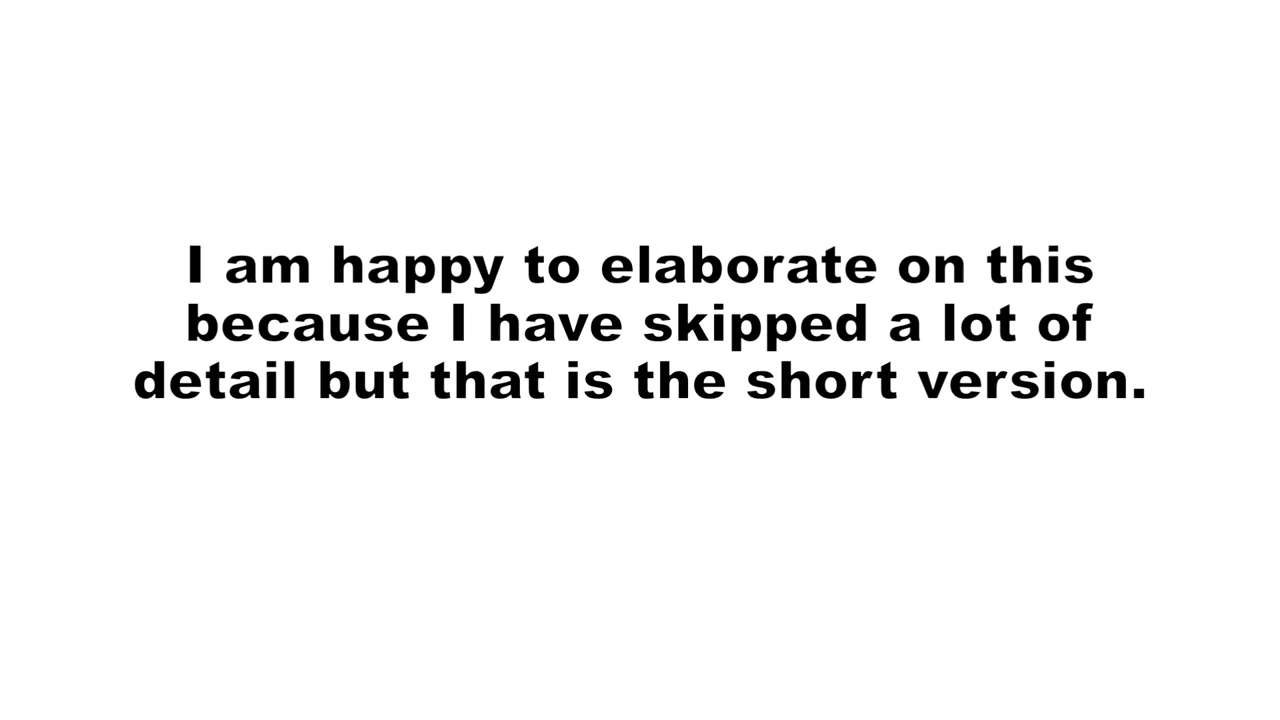 I am happy to elaborate on this
because I have skipped a lot of
detail but that is the short version.